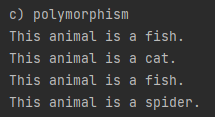 c) polymorphism
This animal is a fish.
This animal is a cat.
This animal is a fish.
This animal is a spider.